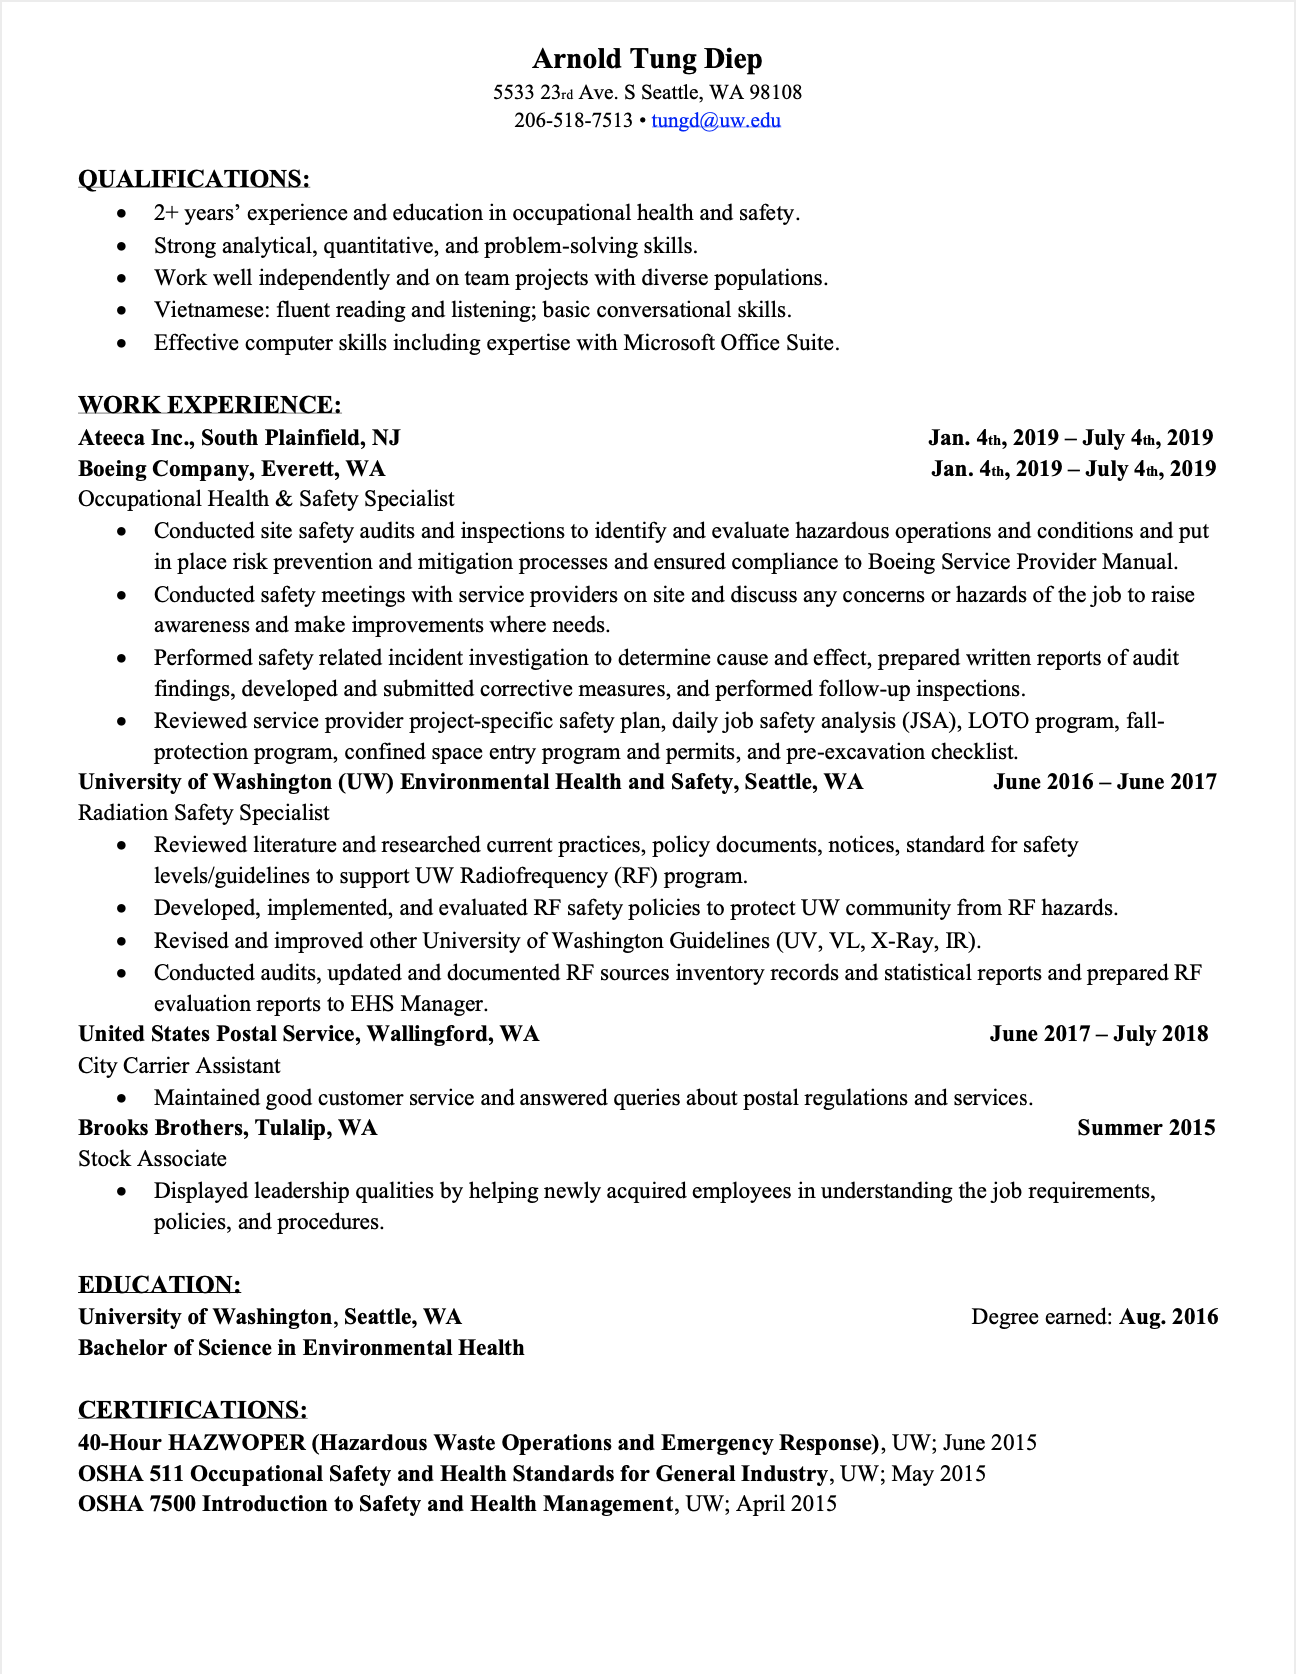 Arnold Tung Diep
5533 23rd Ave. S Seattle, WA 98108
206-518-7513 • tungd@uw.edu
QUALIFICATIONS:
• 2+ years’ experience and education in occupational health and safety.
• Strong analytical, quantitative, and problem-solving skills.
• Work well independently and on team projects with diverse populations.
• Vietnamese: fluent reading and listening; basic conversational skills.
• Effective computer skills including expertise with Microsoft Office Suite.
WORK EXPERIENCE:
Ateeca Inc., South Plainfield, NJ Jan. 4th, 2019 – July 4th, 2019
Boeing Company, Everett, WA Jan. 4th, 2019 – July 4th, 2019
Occupational Health & Safety Specialist
• Conducted site safety audits and inspections to identify and evaluate hazardous operations and conditions and put
in place risk prevention and mitigation processes and ensured compliance to Boeing Service Provider Manual.
• Conducted safety meetings with service providers on site and discuss any concerns or hazards of the job to raise
awareness and make improvements where needs.
• Performed safety related incident investigation to determine cause and effect, prepared written reports of audit
findings, developed and submitted corrective measures, and performed follow-up inspections.
• Reviewed service provider project-specific safety plan, daily job safety analysis (JSA), LOTO program, fall-
protection program, confined space entry program and permits, and pre-excavation checklist.
University of Washington (UW) Environmental Health and Safety, Seattle, WA June 2016 – June 2017
Radiation Safety Specialist
• Reviewed literature and researched current practices, policy documents, notices, standard for safety
levels/guidelines to support UW Radiofrequency (RF) program.
• Developed, implemented, and evaluated RF safety policies to protect UW community from RF hazards.
• Revised and improved other University of Washington Guidelines (UV, VL, X-Ray, IR).
• Conducted audits, updated and documented RF sources inventory records and statistical reports and prepared RF
evaluation reports to EHS Manager.
United States Postal Service, Wallingford, WA June 2017 – July 2018
City Carrier Assistant
• Maintained good customer service and answered queries about postal regulations and services.
Brooks Brothers, Tulalip, WA Summer 2015
Stock Associate
• Displayed leadership qualities by helping newly acquired employees in understanding the job requirements,
policies, and procedures.
EDUCATION:
University of Washington, Seattle, WA Degree earned: Aug. 2016
Bachelor of Science in Environmental Health
CERTIFICATIONS:
40-Hour HAZWOPER (Hazardous Waste Operations and Emergency Response), UW; June 2015
OSHA 511 Occupational Safety and Health Standards for General Industry, UW; May 2015
OSHA 7500 Introduction to Safety and Health Management, UW; April 2015